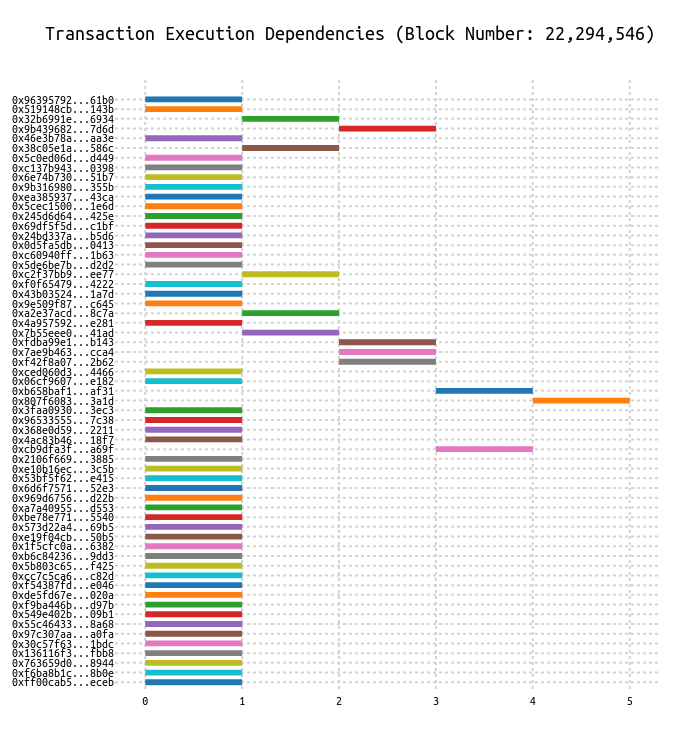 Transaction Execution Dependencies (Block Number: 22,294,546)
0x96395792...61b0
0x519148cb...143b
0x32b6991e...6934
0x9b439682...7d6d
0x46e3b78a...aa3e
0x38c05e1a...586c
0x5c0ed06d...d449
0xc137b943...0398
0x6e74b730...51b7
0x9b316980...355b
0xea385937...43ca
0x5cec1500...1e6d
0x245d6d64...425e
0x69df5f5d...c1bf
0x24bd337a...b5d6
0x0d5fa5db...0413
0xc60940ff...1b63
0x5de6be7b...d2d2
0xc2f37bb9...ee77
0xf0f65479...4222
0x43b03524...1a7d
0x9e509f87...c645
0xa2e37acd...8c7a
0x4a957592...e281
0x7b55eee0...41ad
0xfdba99e1...b143
0x7ae9b463...cca4
0xf42f8a07...2b62
0xced060d3...4466
0x06cf9607...e182
0xb658baf1...af31
0x807f6083...3a1d
0x3faa0930...3ec3
0x96533555...7c38
0x368e0d59...2211
0x4ac83b46...18f7
0xcb9dfa3f...a69f
0x2106f669...3885
0xe10b16ec...3c5b
0x53bf5f62...e415
0x6d6f7571...52e3
0x969d6756...d22b
0xa7a40955...d553
0xbe78e771...5540
0x573d22a4...69b5
0xe19f04cb...50b5
0x1f5cfc0a...6382
0xb6c84236...9dd3
0x5b803c65...f425
0xcc7c5ca6...c82d
0xf54387fd...e046
0xde5fd67e...020a
0xf9ba446b...d97b
0x549e402b...09b1
0x55c46433...8a68
0x97c307aa...a0fa
0x30c57f63...1bdc
0x136116f3...fbb8
0x763659d0...8944
0xf6ba8b1c...8b0e
0xff00cab5...eceb
0 1 2 3 4 5